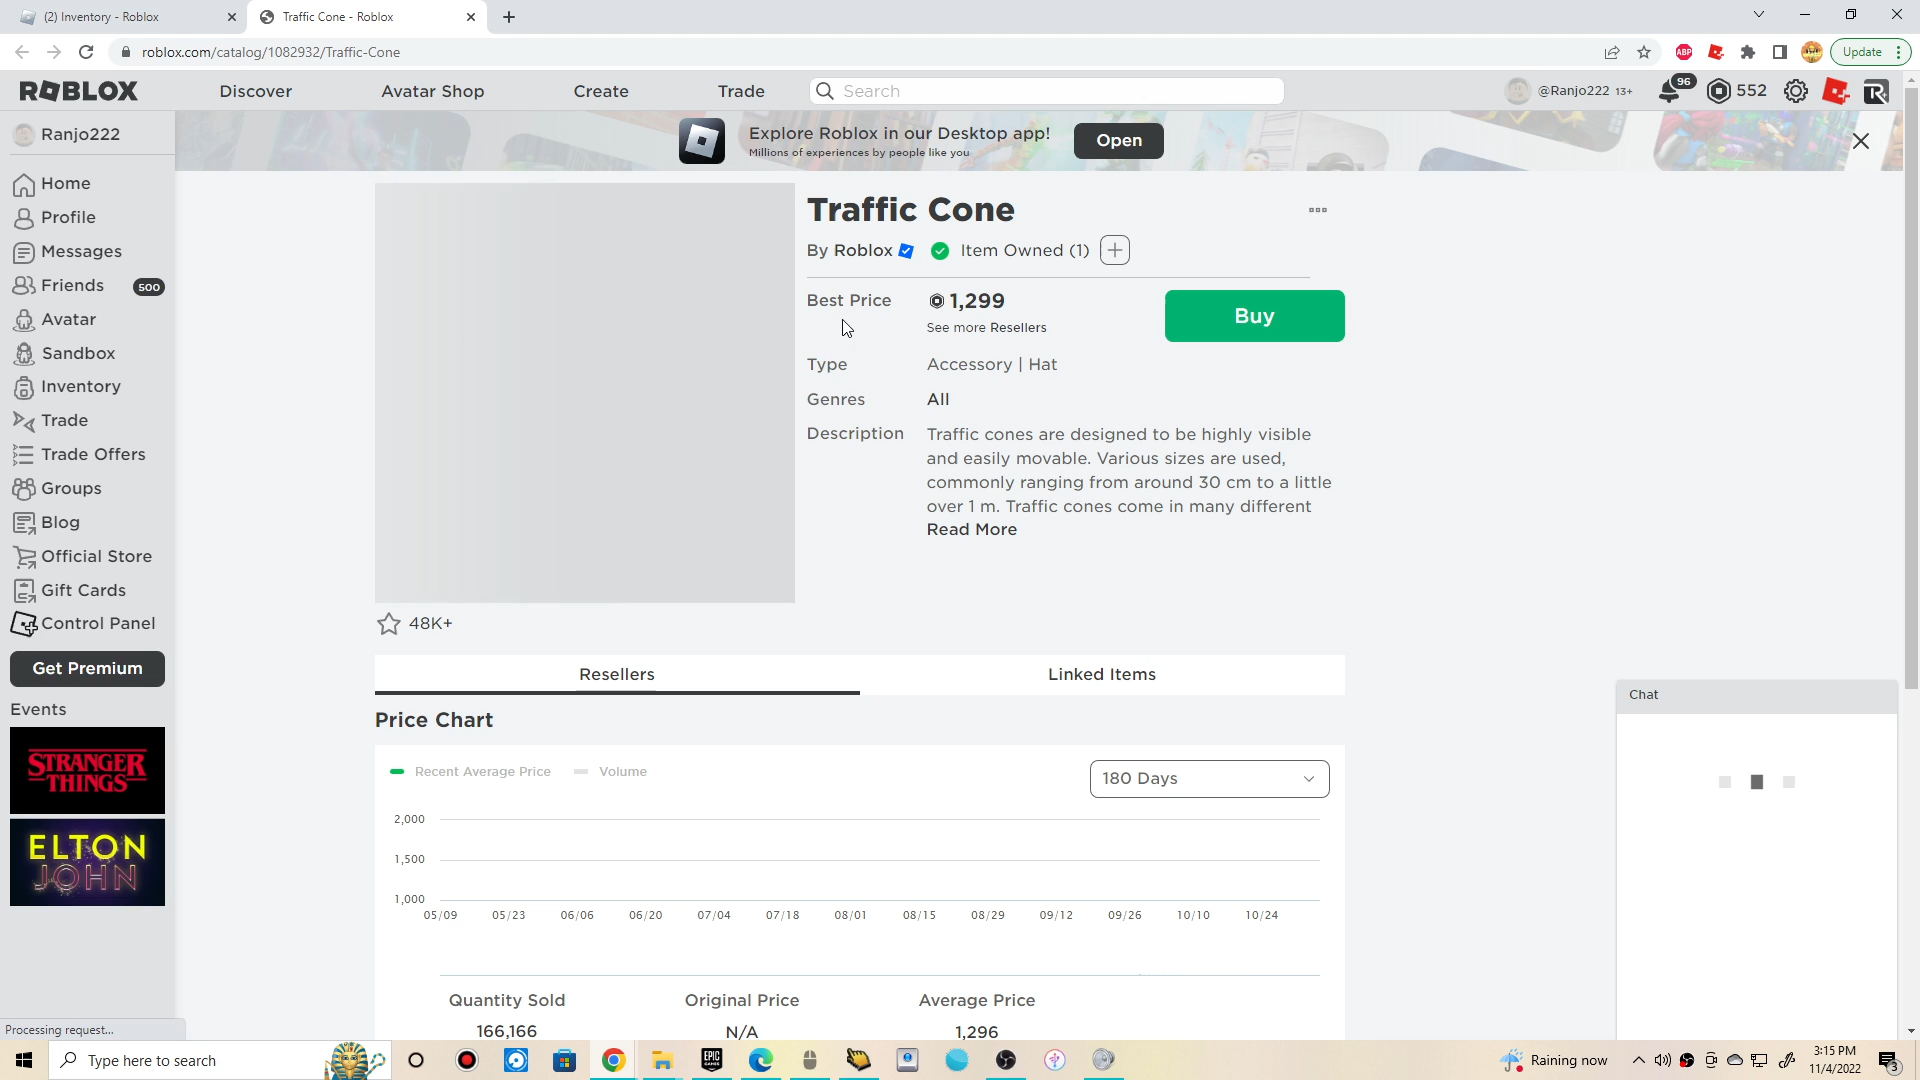 (2) Inventory - Roblox
Traffic Cone - Roblox
roblox.com/catalog/1082932/Traffic-Cone
ABP
Update
ROBLOX
Discover
Avatar Shop
Create
Trade
Search
@Ranjo222 13+
96
552
Ranjo222
Explore Roblox in our Desktop app!
Millions of experiences by people like you
Open
Home
Profile
Messages
Friends
500
Avatar
Sandbox
Inventory
Trade
Trade Offers
Groups
Blog
Official Store
Gift Cards
Control Panel
Get Premium
Events
STRANGER
THINGS
ELTON
JOHN
Traffic Cone
By Roblox
Item Owned (1)
Best Price
1,299
See more Resellers
Buy
Type
Accessory | Hat
Genres
All
Description
Traffic cones are designed to be highly visible
and easily movable. Various sizes are used,
commonly ranging from around 30 cm to a little
over 1 m. Traffic cones come in many different
Read More
48K+
Resellers
Linked Items
Price Chart
Recent Average Price
Volume
180 Days
2,000
1,500
1,000
05/09 05/23 06/06 06/20 07/04 07/18 08/01 08/15 08/29 09/12 09/26 10/10 10/24
Quantity Sold
Original Price
Average Price
166,166
N/A
1,296
Chat
Processing request...
Type here to search
EPIC
GAMES
Raining now
3:15 PM
11/4/2022
3